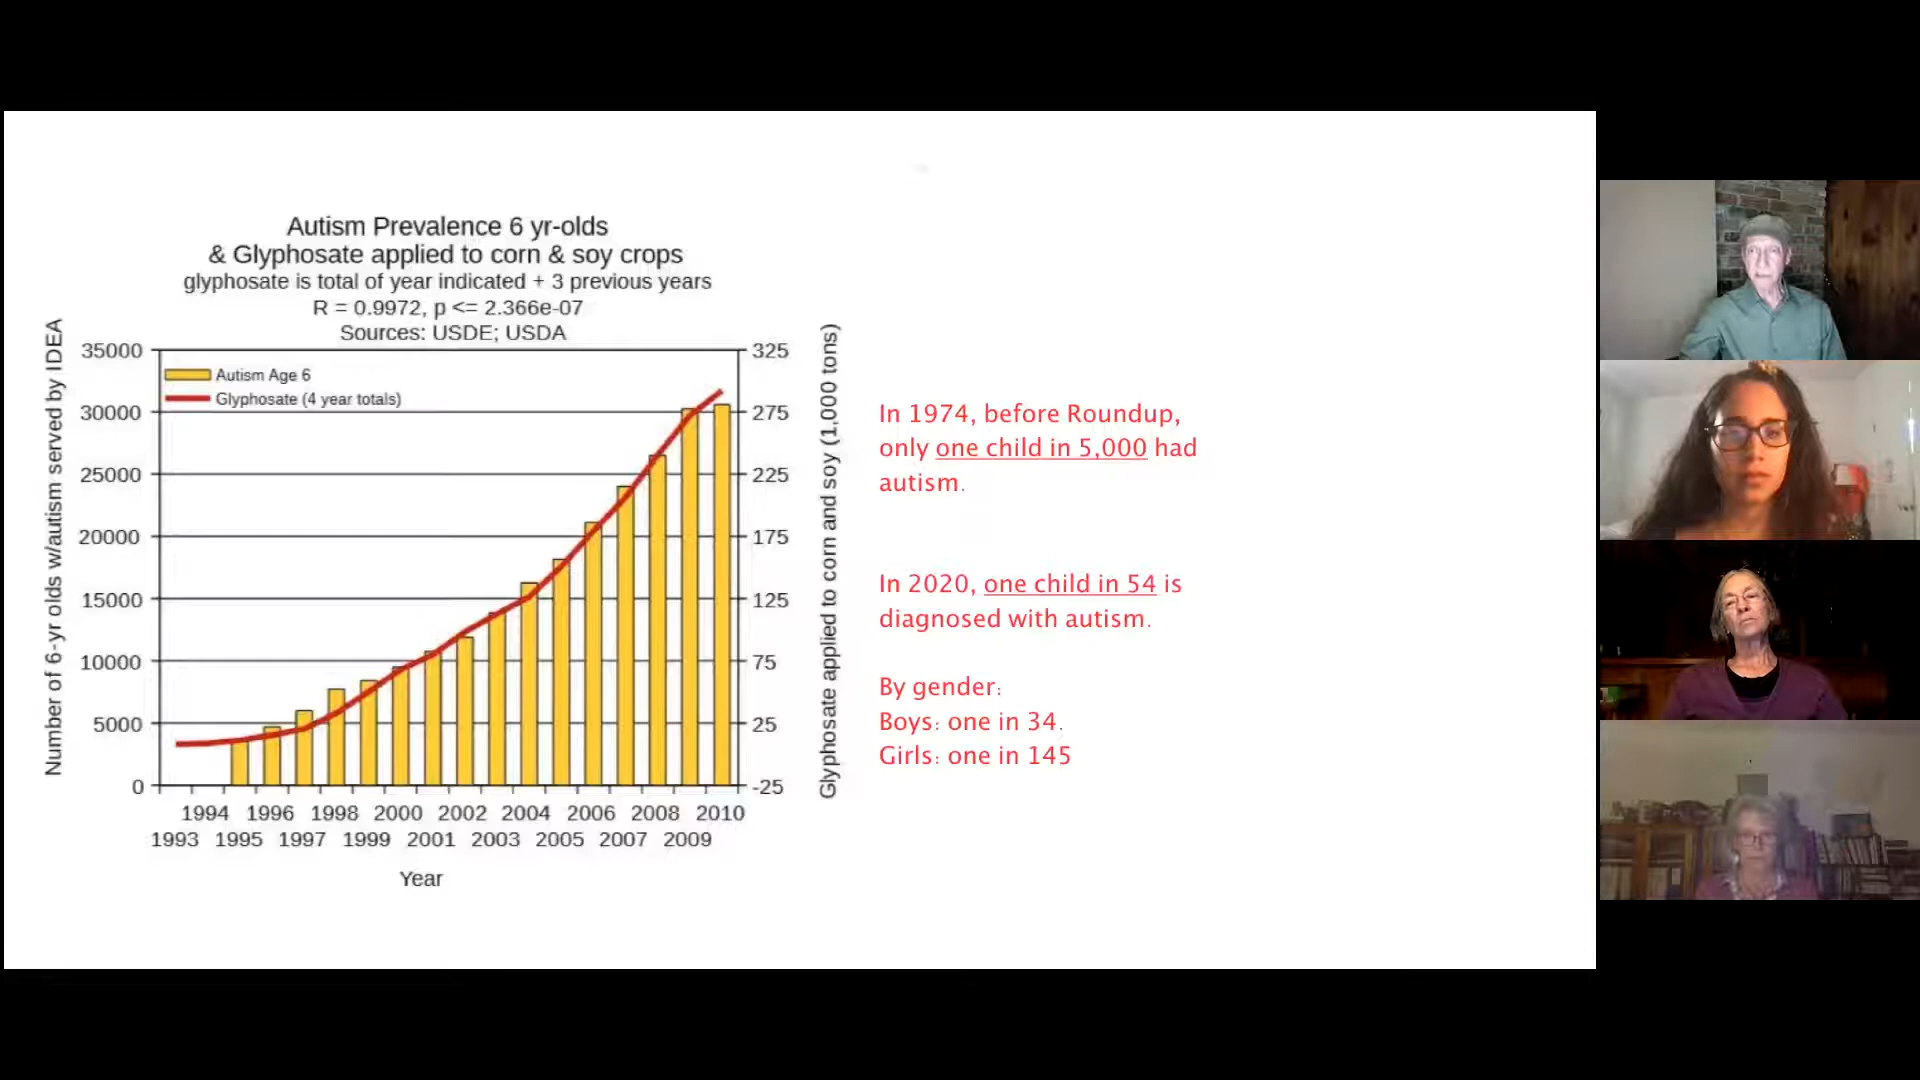 Autism Prevalence 6 yr-olds
& Glyphosate applied to corn & soy crops
glyphosate is total of year indicated + 3 previous years
R = 0.9972, p <= 2.366e-07
Sources: USDE; USDA
Number of 6-yr olds w/autism served by IDEA
35000
30000
25000
20000
15000
10000
5000
0
Autism Age 6
Glyphosate (4 year totals)
325
275
225
175
125
75
25
-25
Glyphosate applied to corn and soy (1,000 tons)
1994 1996 1998 2000 2002 2004 2006 2008 2010
1993 1995 1997 1999 2001 2003 2005 2007 2009
Year
In 1974, before Roundup,
only one child in 5,000 had
autism.
In 2020, one child in 54 is
diagnosed with autism.
By gender:
Boys: one in 34.
Girls: one in 145